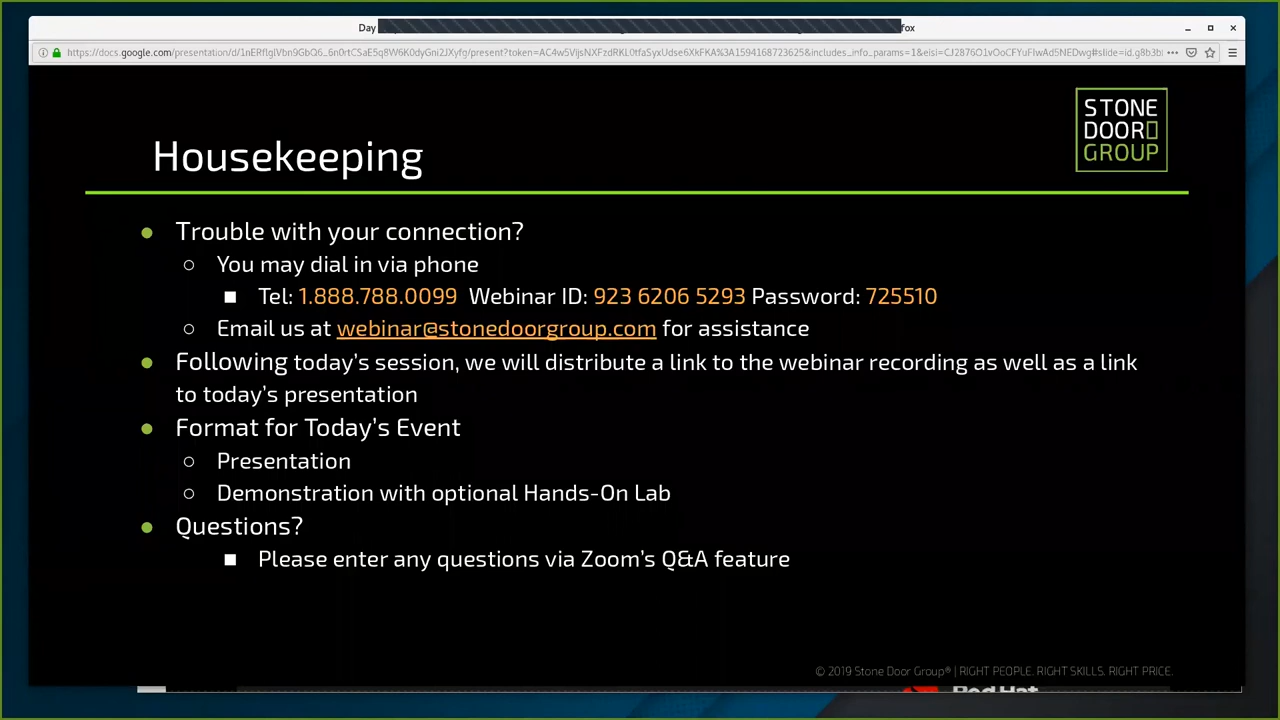 Day
fox
STONE
DOOR
GROUP
Housekeeping
● Trouble with your connection?
○ You may dial in via phone
■ Tel: 1.888.788.0099 Webinar ID: 923 6206 5293 Password: 725510
○ Email us at webinar@stonedoorgroup.com for assistance
● Following today’s session, we will distribute a link to the webinar recording as well as a link
to today’s presentation
● Format for Today’s Event
○ Presentation
○ Demonstration with optional Hands-On Lab
● Questions?
■ Please enter any questions via Zoom’s Q&A feature
© 2019 Stone Door Group® | RIGHT PEOPLE. RIGHT SKILLS. RIGHT PRICE.
Red Hat